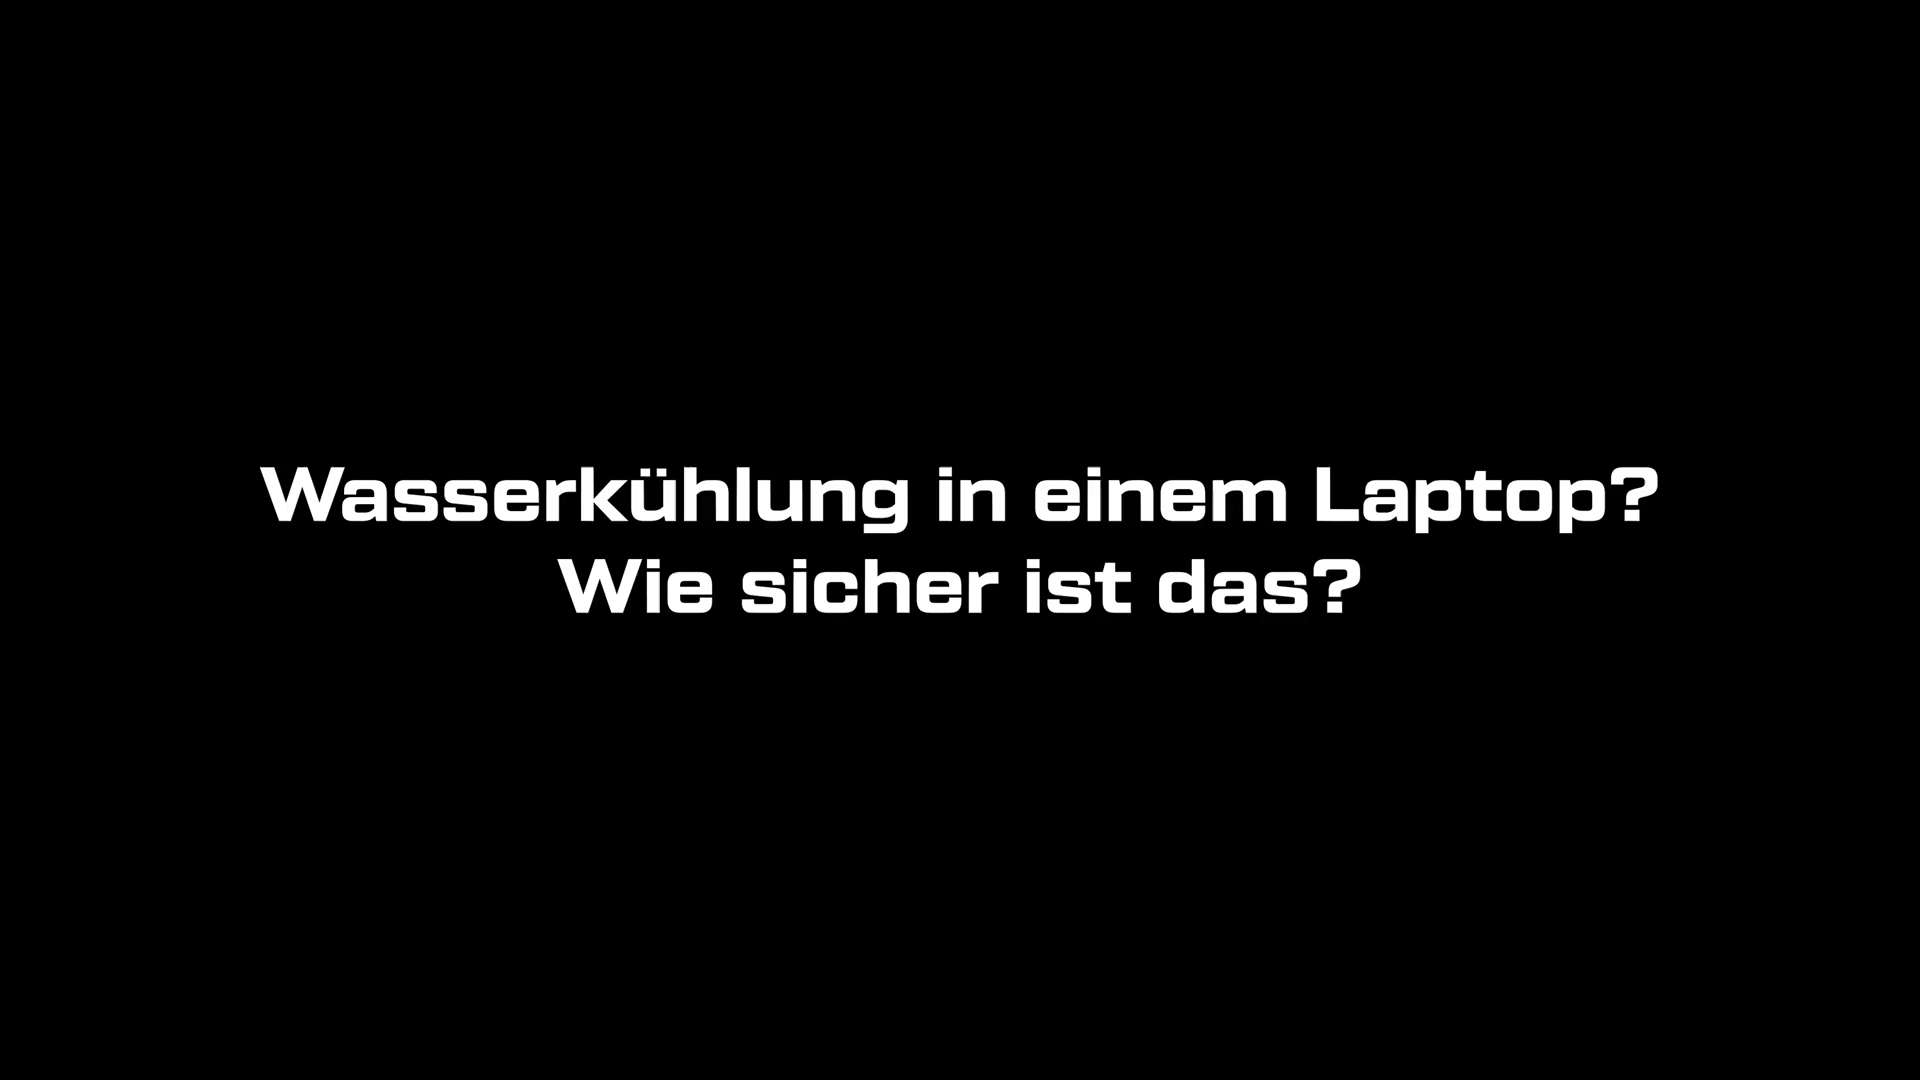 Wasserkühlung in einem Laptop?
Wie sicher ist das?